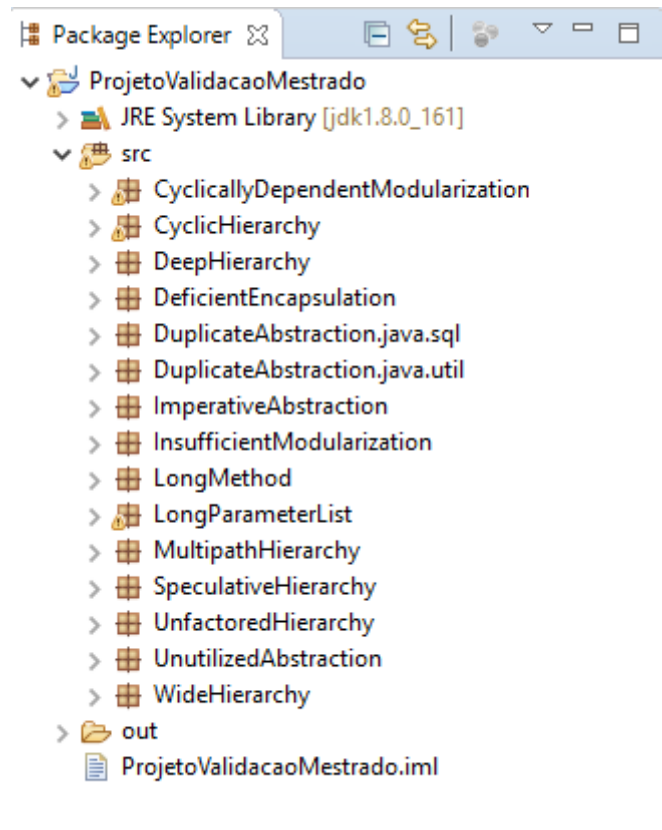 Package Explorer
ProjetoValidacaoMestrado
JRE System Library [jdk1.8.0_161]
src
CyclicallyDependentModularization
CyclicHierarchy
DeepHierarchy
DeficientEncapsulation
DuplicateAbstraction.java.sql
DuplicateAbstraction.java.util
ImperativeAbstraction
InsufficientModularization
LongMethod
LongParameterList
MultipathHierarchy
SpeculativeHierarchy
UnfactoredHierarchy
UnutilizedAbstraction
WideHierarchy
out
ProjetoValidacaoMestrado.iml